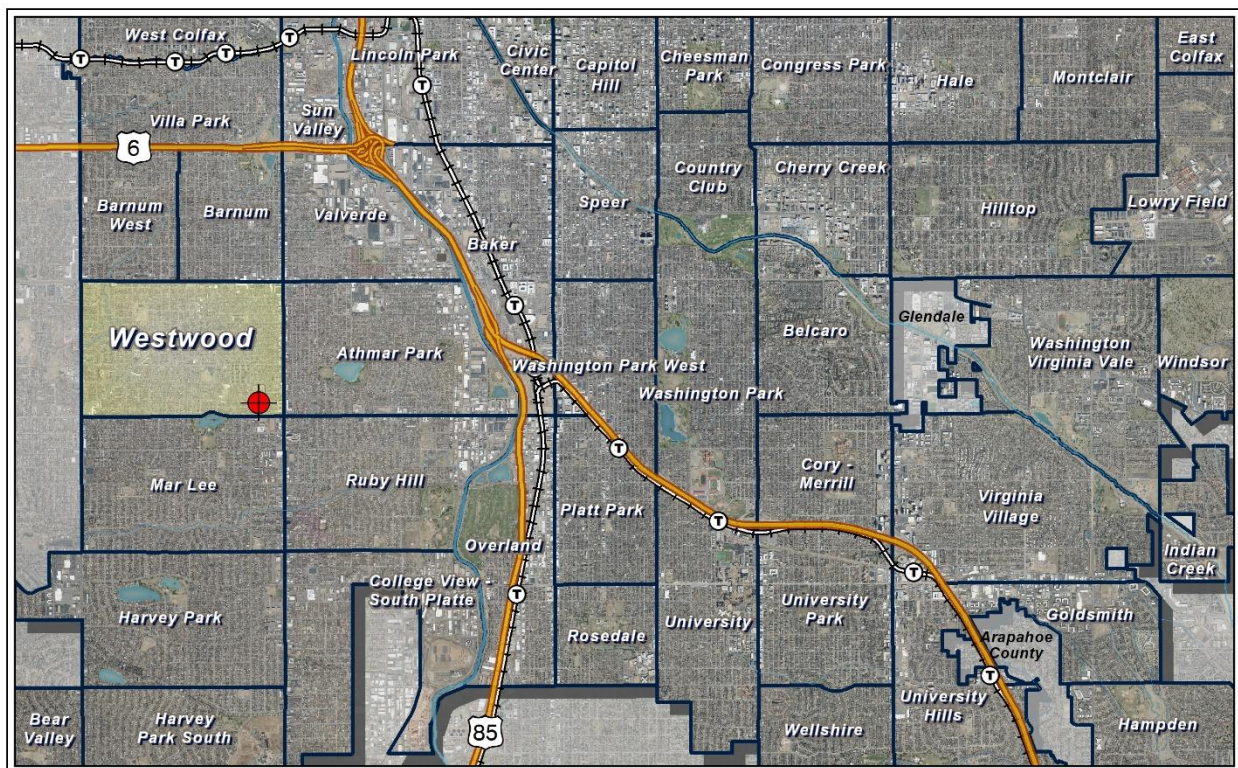 West Colfax
Lincoln Park
Civic
Center
Capitol
Hill
Cheesman
Park
Congress Park
Hale
Montclair
East
Colfax
Villa Park
Sun
Valley
6
Barnum
West
Barnum
Valverde
Baker
Speer
Country
Club
Cherry Creek
Hilltop
Lowry Field
Westwood
Athmar Park
Washington Park West
Washington Park
Belcaro
Glendale
Washington
Virginia Vale
Windsor
Mar Lee
Ruby Hill
Overland
Platt Park
Cory -
Merrill
Virginia
Village
Indian
Creek
Harvey Park
College View -
South Platte
Rosedale
University
University
Park
Goldsmith
Arapahoe
County
Bear
Valley
Harvey
Park South
85
Wellshire
University
Hills
Hampden
T
T
T
T
T
T
T
T
T
T
T